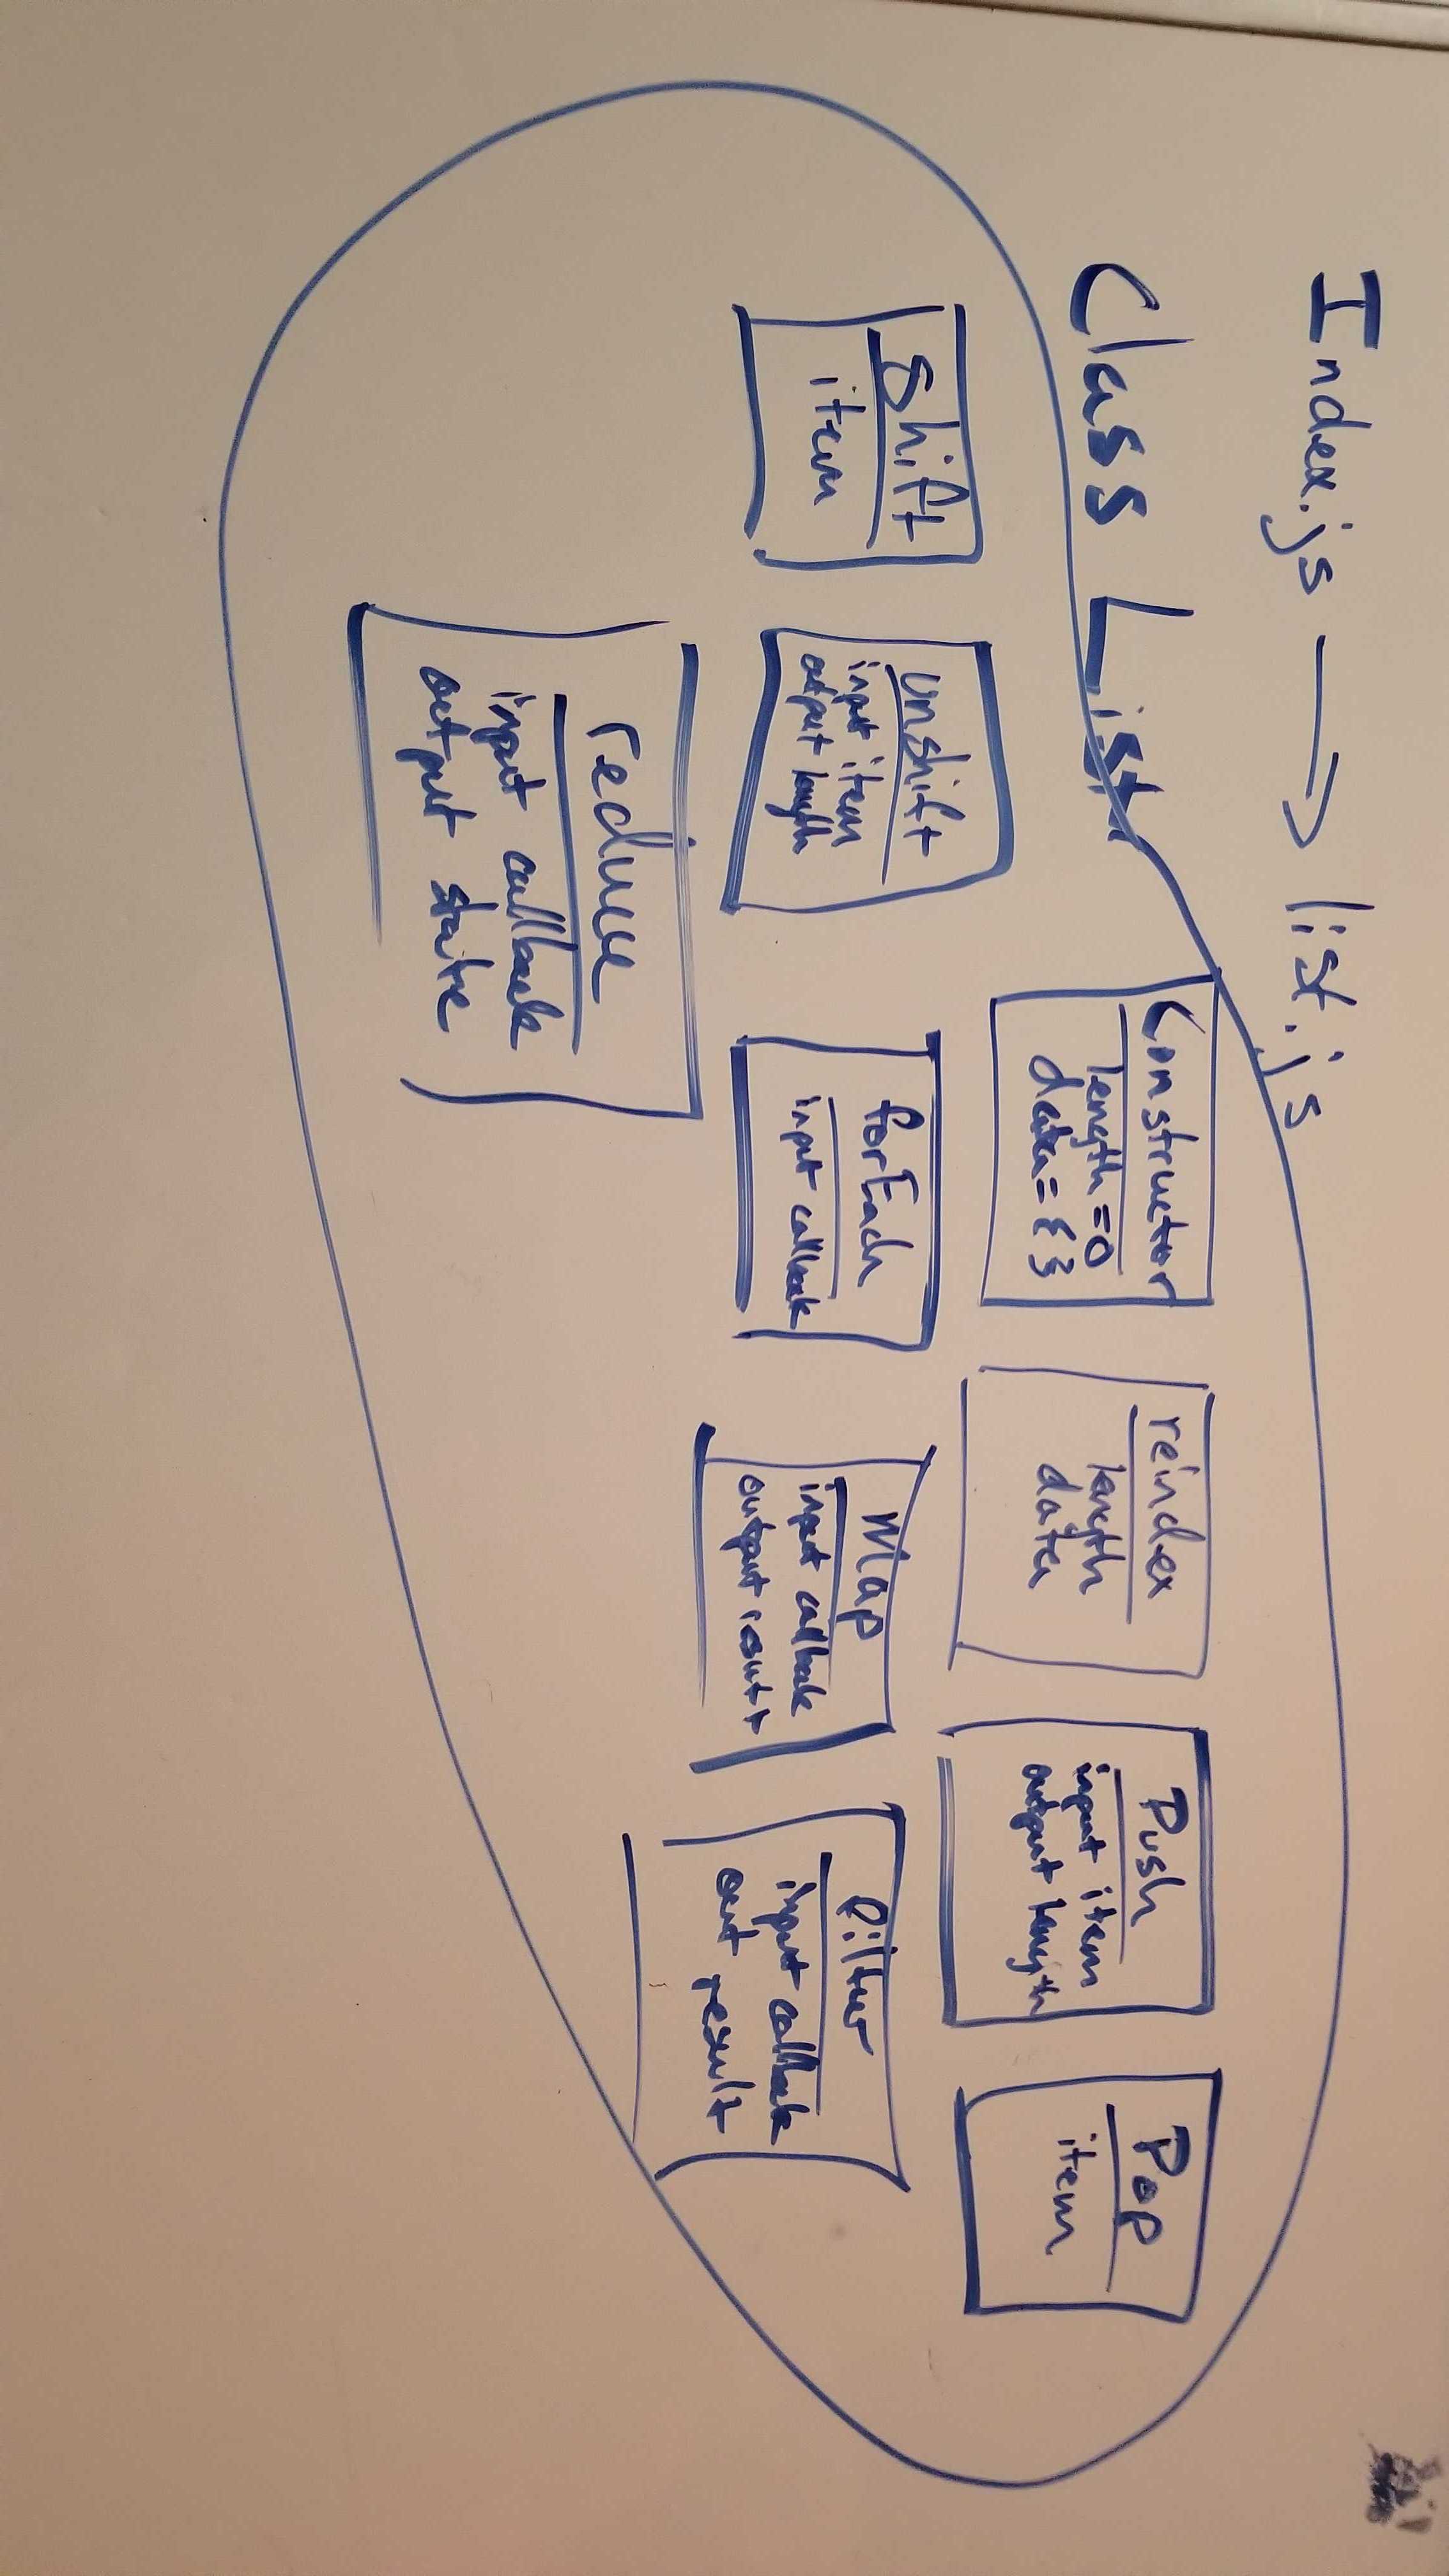 Index.js → list.js
Class List
Constructor
length = 0
data = { }
reindex
length
data
Push
input item
output length
Pop
item
Shift
item
unshift
input item
output length
forEach
input callback
Map
input callback
output result
filter
input callback
out result
reduce
input callback
output state